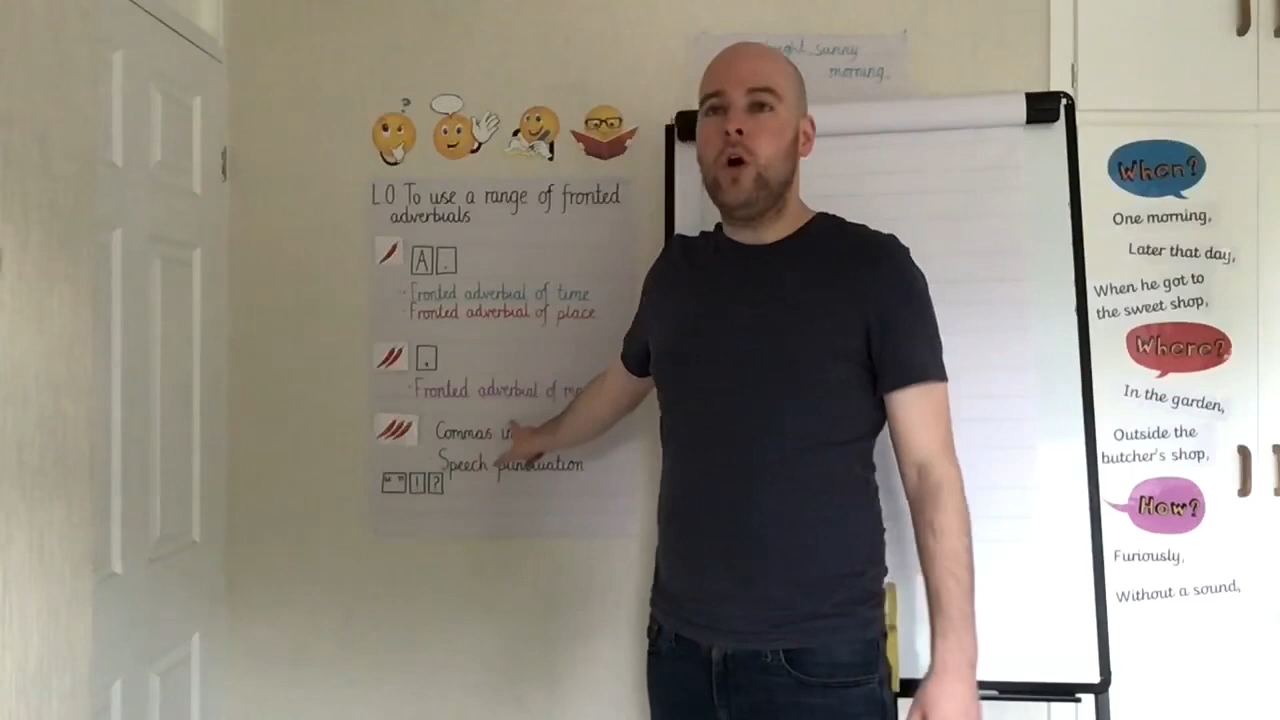 sunny
morning.
LO To use a range of fronted
adverbials
A .
· Fronted adverbial of time
· Fronted adverbial of place
,
· Fronted adverbial of
Commas
Speech punctuation
" " ! ?
When?
One morning,
Later that day,
When he got to
the sweet shop,
Where?
In the garden,
Outside the
butcher's shop,
How?
Furiously,
Without a sound,